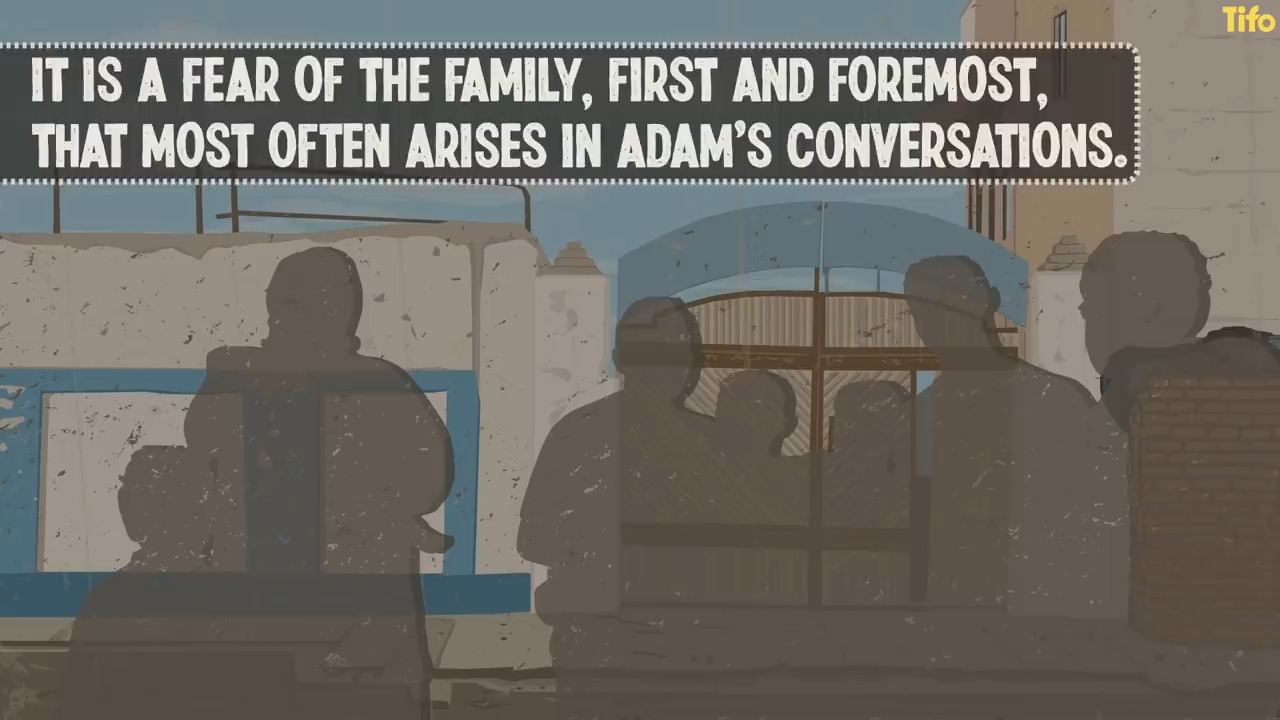 Tifo
IT IS A FEAR OF THE FAMILY, FIRST AND FOREMOST,
THAT MOST OFTEN ARISES IN ADAM'S CONVERSATIONS.